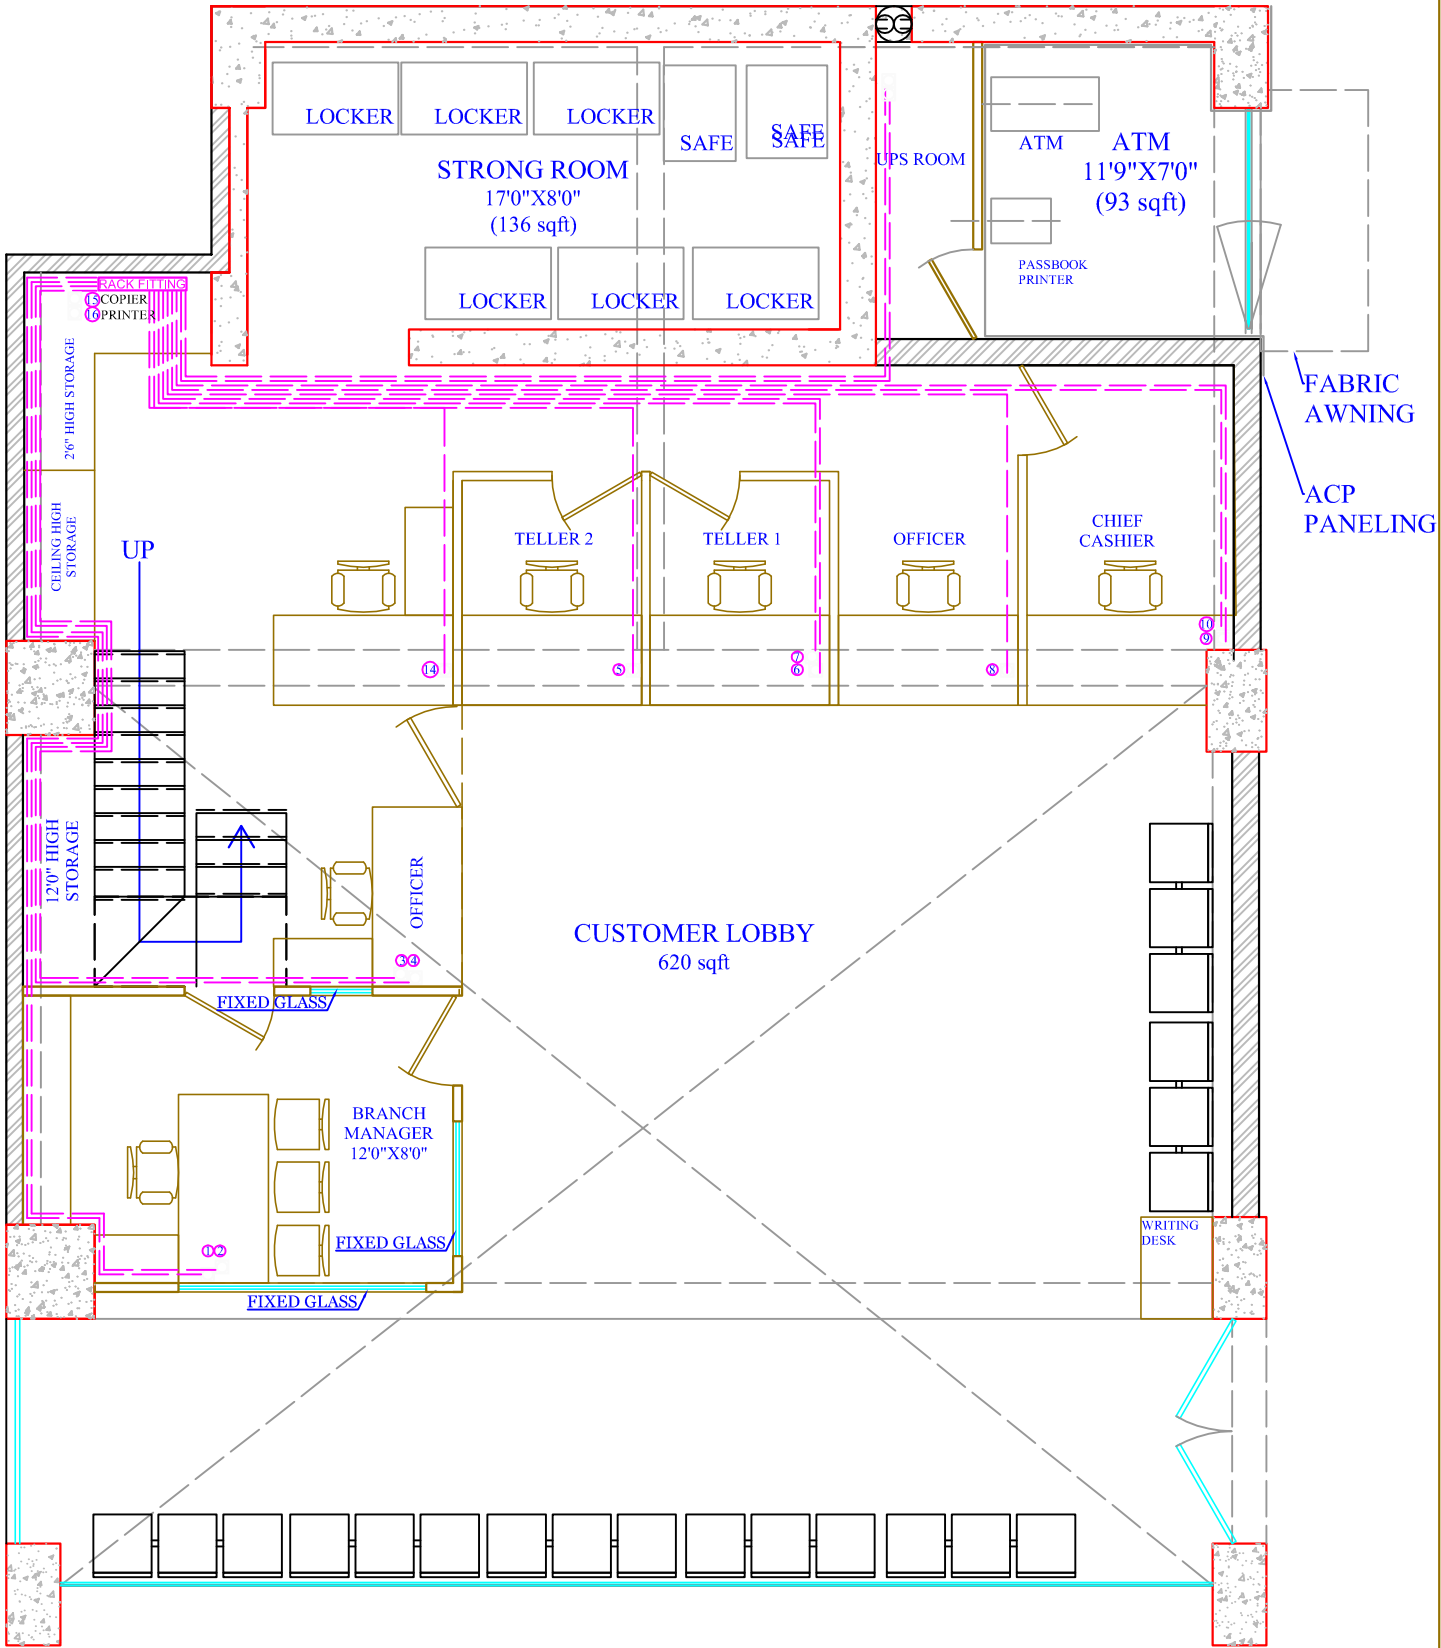 LOCKER
LOCKER
LOCKER
SAFE
SAFE
SAFE
STRONG ROOM
17'0"X8'0"
(136 sqft)
LOCKER
LOCKER
LOCKER
UPS ROOM
ATM
ATM
11'9"X7'0"
(93 sqft)
PASSBOOK
PRINTER
FABRIC
AWNING
ACP
PANELING
RACK FITTING
15 COPIER
16 PRINTER
2'6" HIGH STORAGE
CEILING HIGH
STORAGE
UP
TELLER 2
TELLER 1
OFFICER
CHIEF
CASHIER
10
9
14
5
7
6
8
12'0" HIGH
STORAGE
OFFICER
3 4
CUSTOMER LOBBY
620 sqft
FIXED GLASS
BRANCH
MANAGER
12'0"X8'0"
1 2
FIXED GLASS
FIXED GLASS
WRITING
DESK